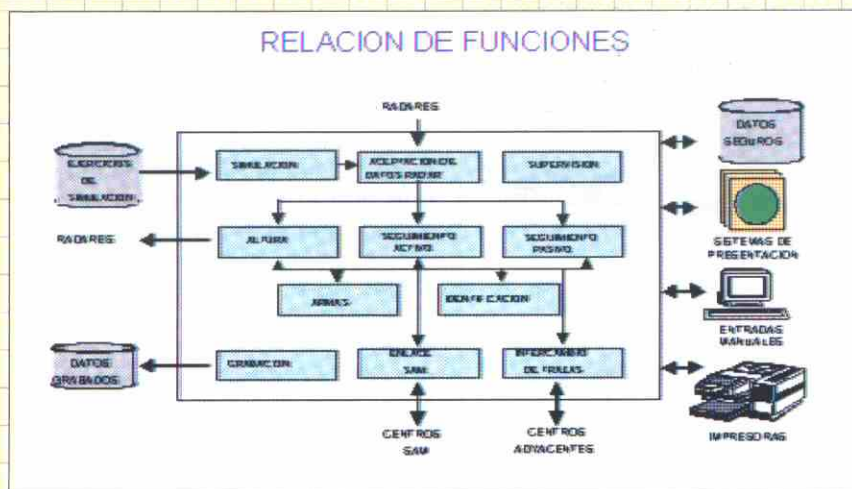 RELACION DE FUNCIONES
RADARES
DATOS
SEGUROS
EJERCICIOS
DE
SIMULACION
SIMULACION
ACEPTACION DE
DATOS RADAR
SUPERVISION
RADARES
ALTURA
SEGUIMIENTO
ACTIVO
SEGUIMIENTO
PASIVO
SISTEMAS DE
PRESENTACION
ARMAS
IDENTIFICACION
ENTRADAS
MANUALES
DATOS
GRABADOS
GRABACION
ENLACE
SAM
INTERCAMBIO
DE TRAZAS
IMPRESORAS
CENTROS
SAM
CENTROS
ADYACENTES